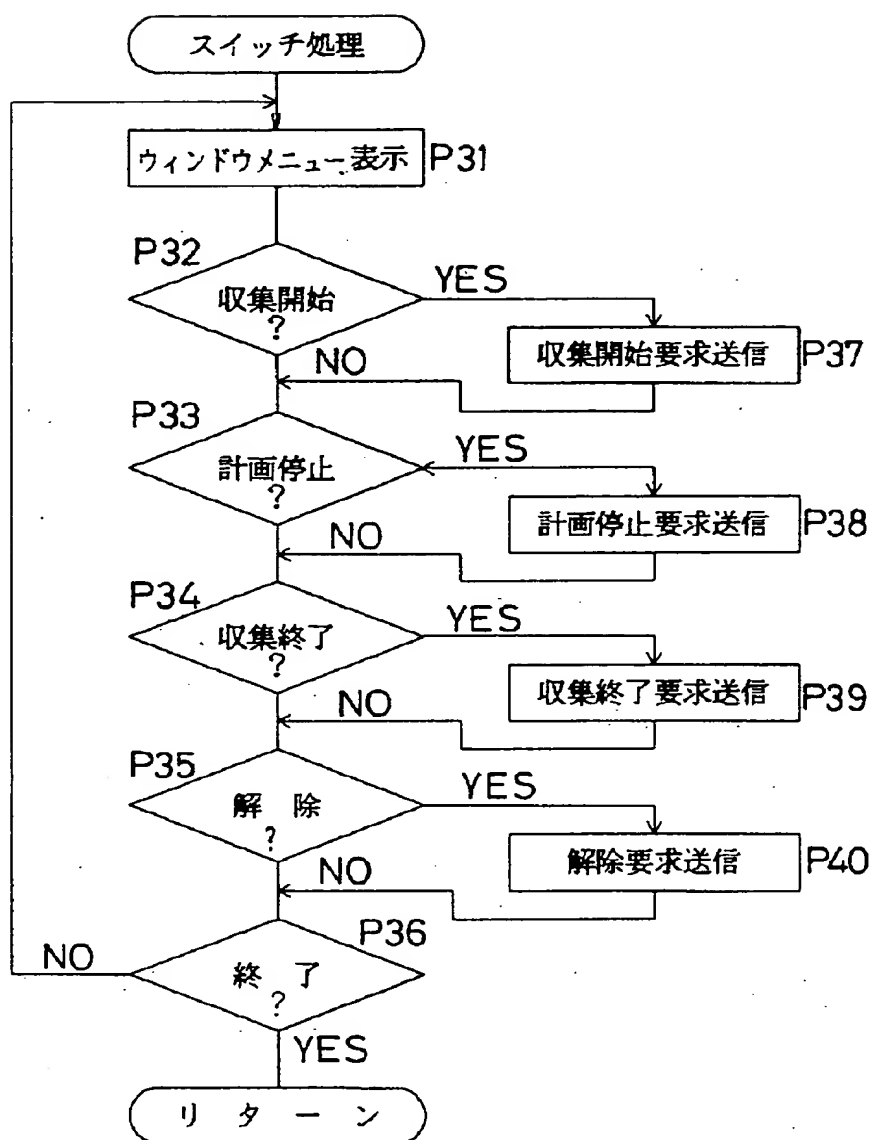 スイッチ処理
ウィンドウメニュー表示 P31
P32
収集開始
?
YES
収集開始要求送信 P37
NO
P33
計画停止
?
YES
計画停止要求送信 P38
NO
P34
収集終了
?
YES
収集終了要求送信 P39
NO
P35
解 除
?
YES
解除要求送信 P40
NO
P36
終 了
?
NO
YES
リ タ ー ン